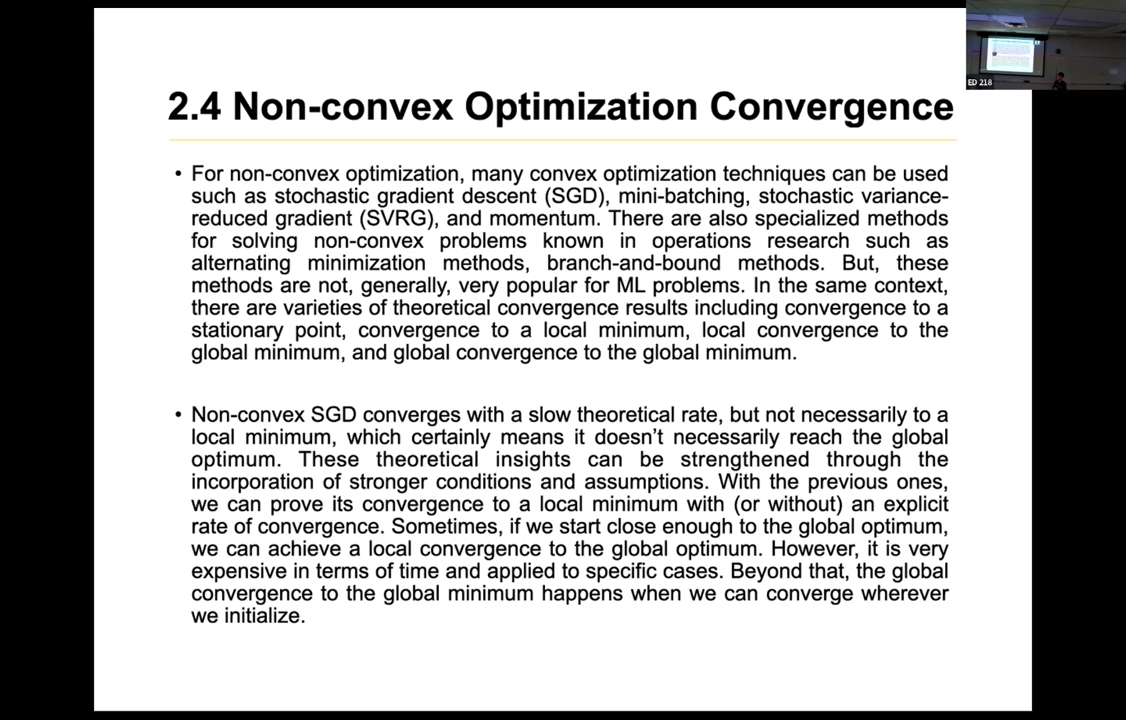 ED 218
2.4 Non-convex Optimization Convergence
• For non-convex optimization, many convex optimization techniques can be used
such as stochastic gradient descent (SGD), mini-batching, stochastic variance-
reduced gradient (SVRG), and momentum. There are also specialized methods
for solving non-convex problems known in operations research such as
alternating minimization methods, branch-and-bound methods. But, these
methods are not, generally, very popular for ML problems. In the same context,
there are varieties of theoretical convergence results including convergence to a
stationary point, convergence to a local minimum, local convergence to the
global minimum, and global convergence to the global minimum.
• Non-convex SGD converges with a slow theoretical rate, but not necessarily to a
local minimum, which certainly means it doesn’t necessarily reach the global
optimum. These theoretical insights can be strengthened through the
incorporation of stronger conditions and assumptions. With the previous ones,
we can prove its convergence to a local minimum with (or without) an explicit
rate of convergence. Sometimes, if we start close enough to the global optimum,
we can achieve a local convergence to the global optimum. However, it is very
expensive in terms of time and applied to specific cases. Beyond that, the global
convergence to the global minimum happens when we can converge wherever
we initialize.